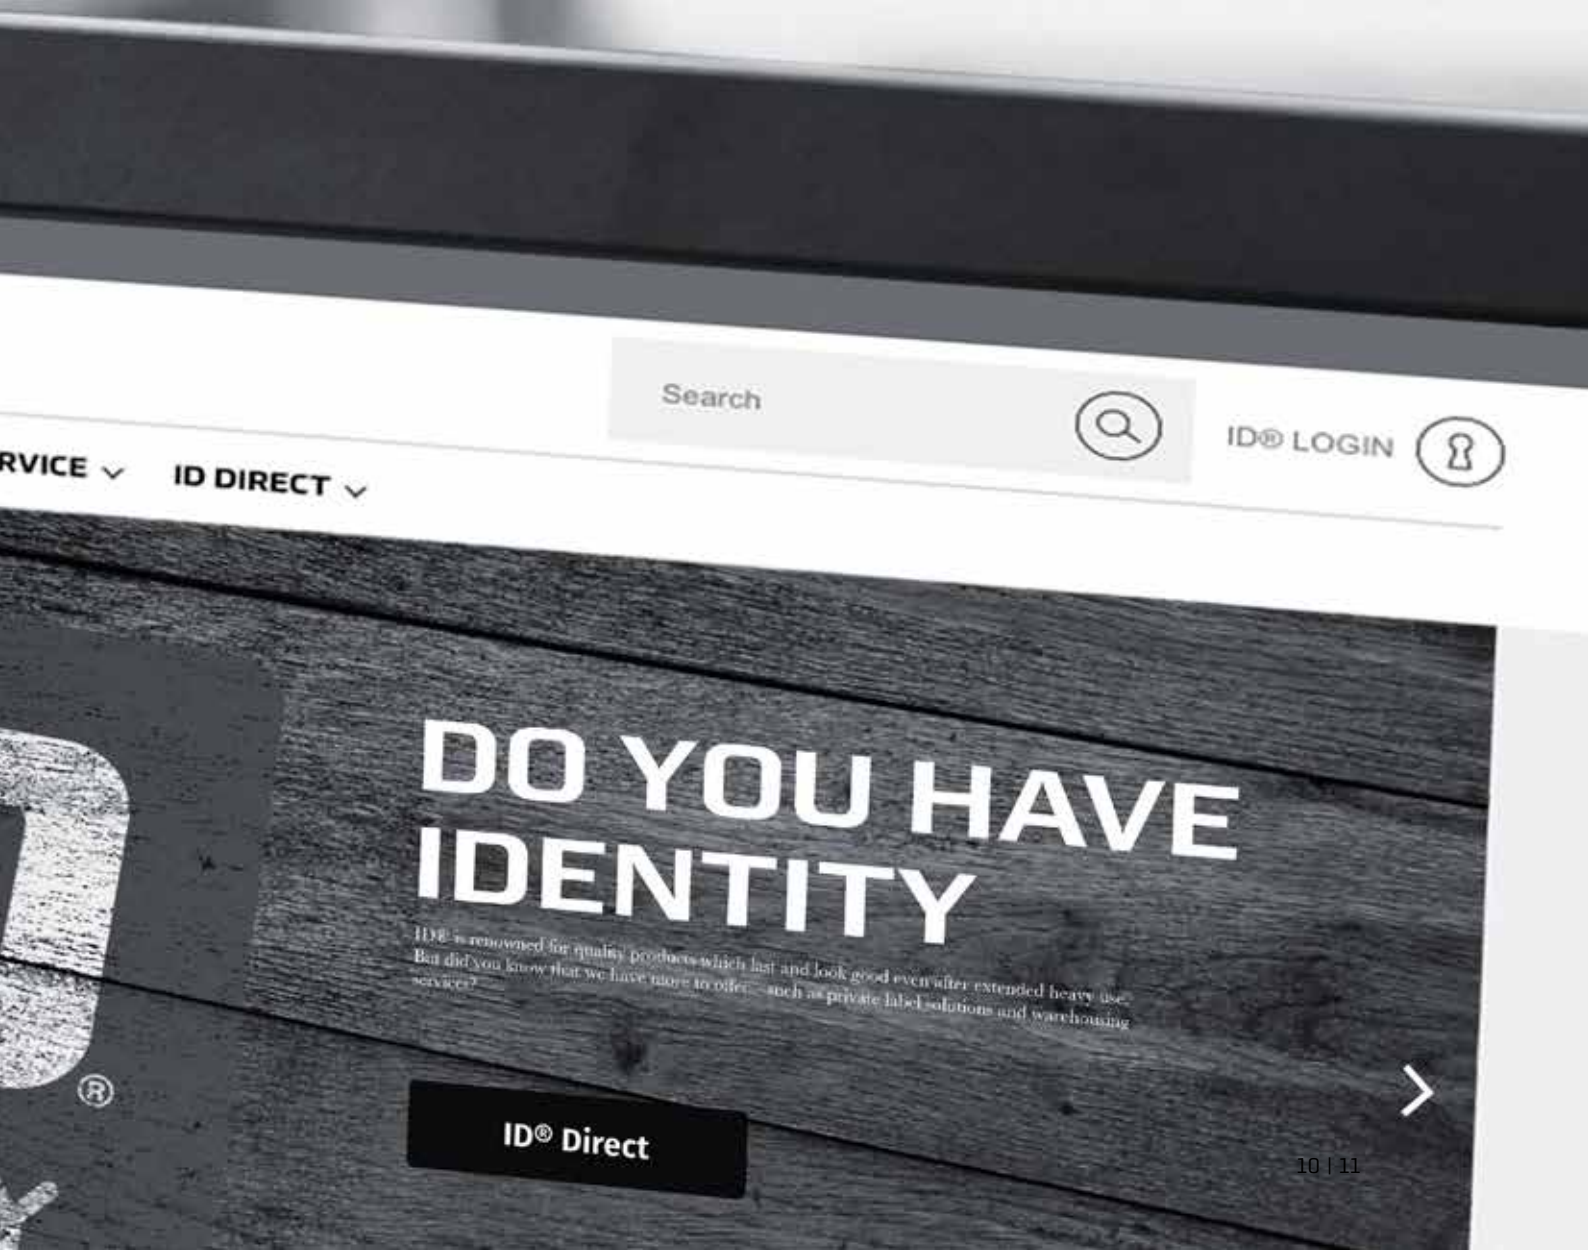 Search
ID® LOGIN
RVICE
ID DIRECT
DO YOU HAVE
IDENTITY
ID® is renowned for quality products which last and look good even after extended heavy use.
But did you know that we have more to offer... such as private label solutions and warehousing
services?
®
ID® Direct
10 | 11